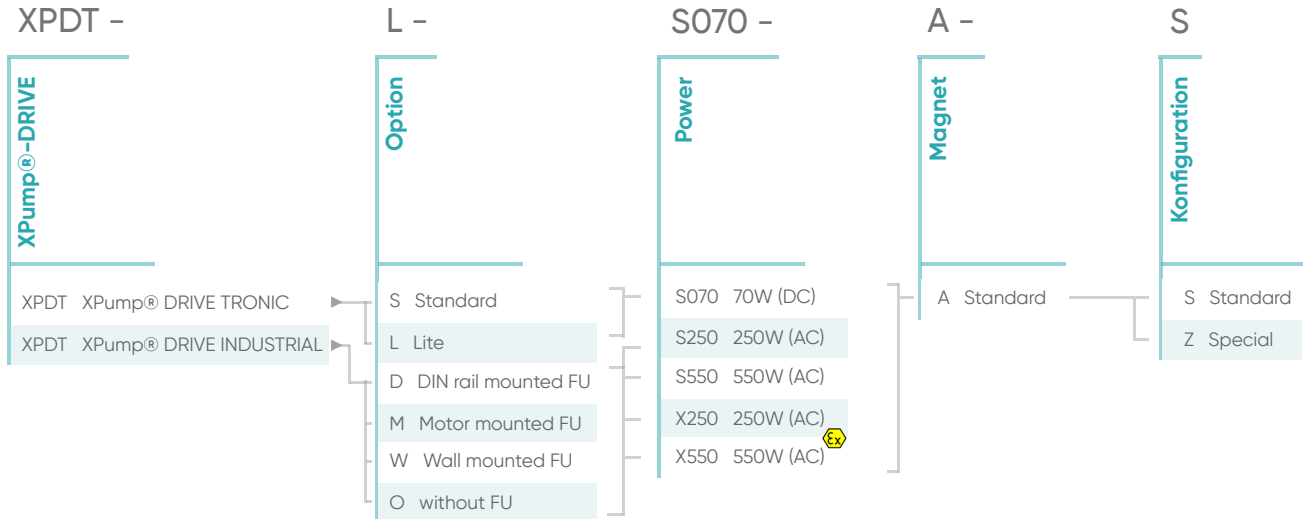 XPDT -
L -
S070 -
A -
S
XPump®-DRIVE
Option
Power
Magnet
Konfiguration
XPDT XPump® DRIVE TRONIC
XPDT XPump® DRIVE INDUSTRIAL
S Standard
L Lite
D DIN rail mounted FU
M Motor mounted FU
W Wall mounted FU
O without FU
S070 70W (DC)
S250 250W (AC)
S550 550W (AC)
X250 250W (AC)
εx
X550 550W (AC)
A Standard
S Standard
Z Special